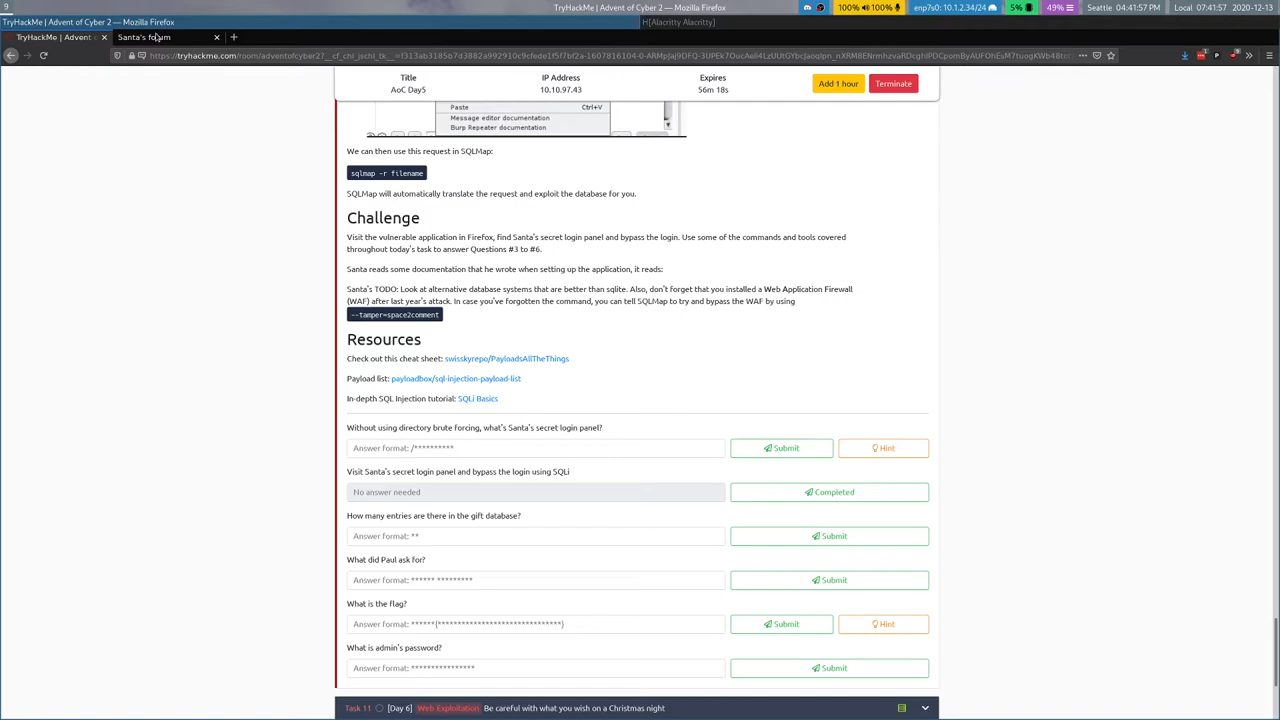 9
TryHackMe | Advent of Cyber 2 — Mozilla Firefox
100% 100% enp7s0: 10.1.2.34/24 5% 49% Seattle 04:41:57 PM Local 07:41:57 2020-12-13
TryHackMe | Advent of Cyber 2 — Mozilla Firefox
H[Alacritty Alacritty]
TryHackMe | Advent
Santa's forum
Title
IP Address
Expires
AoC Day5
10.10.97.43
56m 18s
Add 1 hour
Terminate
Paste Ctrl+V
Message editor documentation
Burp Repeater documentation
We can then use this request in SQLMap:
sqlmap -r filename
SQLMap will automatically translate the request and exploit the database for you.
Challenge
Visit the vulnerable application in Firefox, find Santa's secret login panel and bypass the login. Use some of the commands and tools covered
throughout today's task to answer Questions #3 to #6.
Santa reads some documentation that he wrote when setting up the application, it reads:
Santa's TODO: Look at alternative database systems that are better than sqlite. Also, don't forget that you installed a Web Application Firewall
(WAF) after last year's attack. In case you've forgotten the command, you can tell SQLMap to try and bypass the WAF by using
--tamper=space2comment
Resources
Check out this cheat sheet: swisskyrepo/PayloadsAllTheThings
Payload list: payloadbox/sql-injection-payload-list
In-depth SQL Injection tutorial: SQLi Basics
Without using directory brute forcing, what's Santa's secret login panel?
Answer format: /**********
Submit
Hint
Visit Santa's secret login panel and bypass the login using SQLi
No answer needed
Completed
How many entries are there in the gift database?
Answer format: **
Submit
What did Paul ask for?
Answer format: ****** *********
Submit
What is the flag?
Answer format: ******{******************************}
Submit
Hint
What is admin's password?
Answer format: ****************
Submit
Task 11 [Day 6] Web Exploitation Be careful with what you wish on a Christmas night